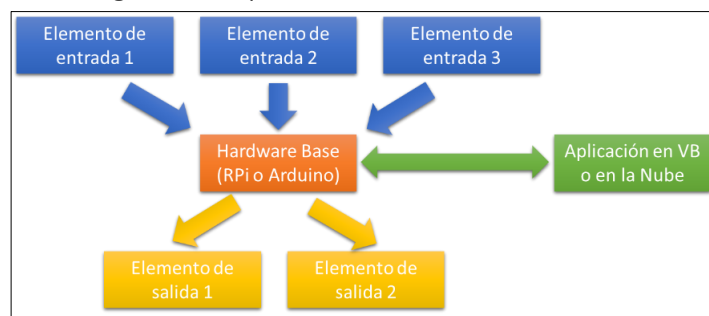 Elemento de
entrada 1
Elemento de
entrada 2
Elemento de
entrada 3
Hardware Base
(RPi o Arduino)
Aplicación en VB
o en la Nube
Elemento de
salida 1
Elemento de
salida 2